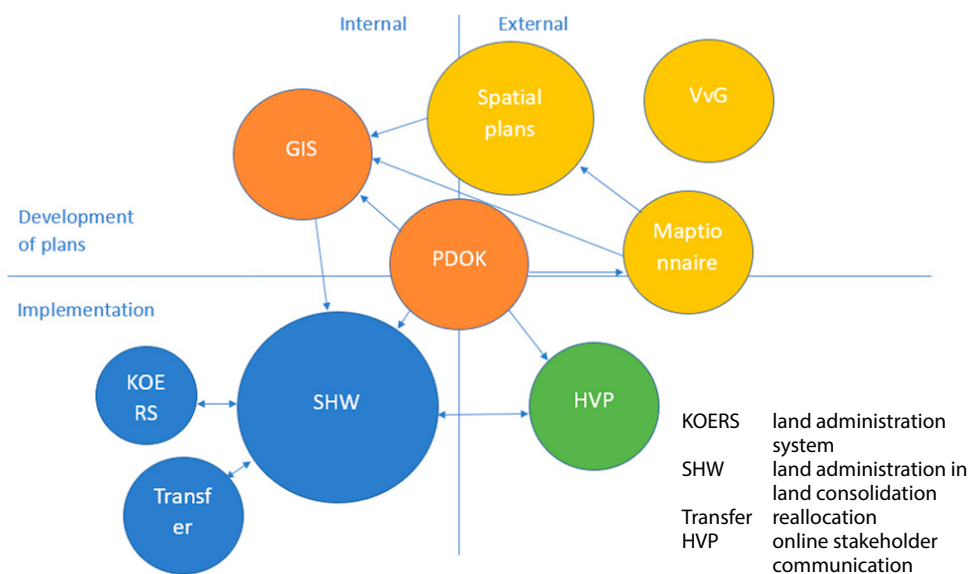 Internal
External
Spatial
plans
VvG
GIS
Development
of plans
PDOK
Maptio
nnaire
Implementation
KOE
RS
SHW
HVP
Transf
er
KOERS land administration
system
SHW land administration in
land consolidation
Transfer reallocation
HVP online stakeholder
communication